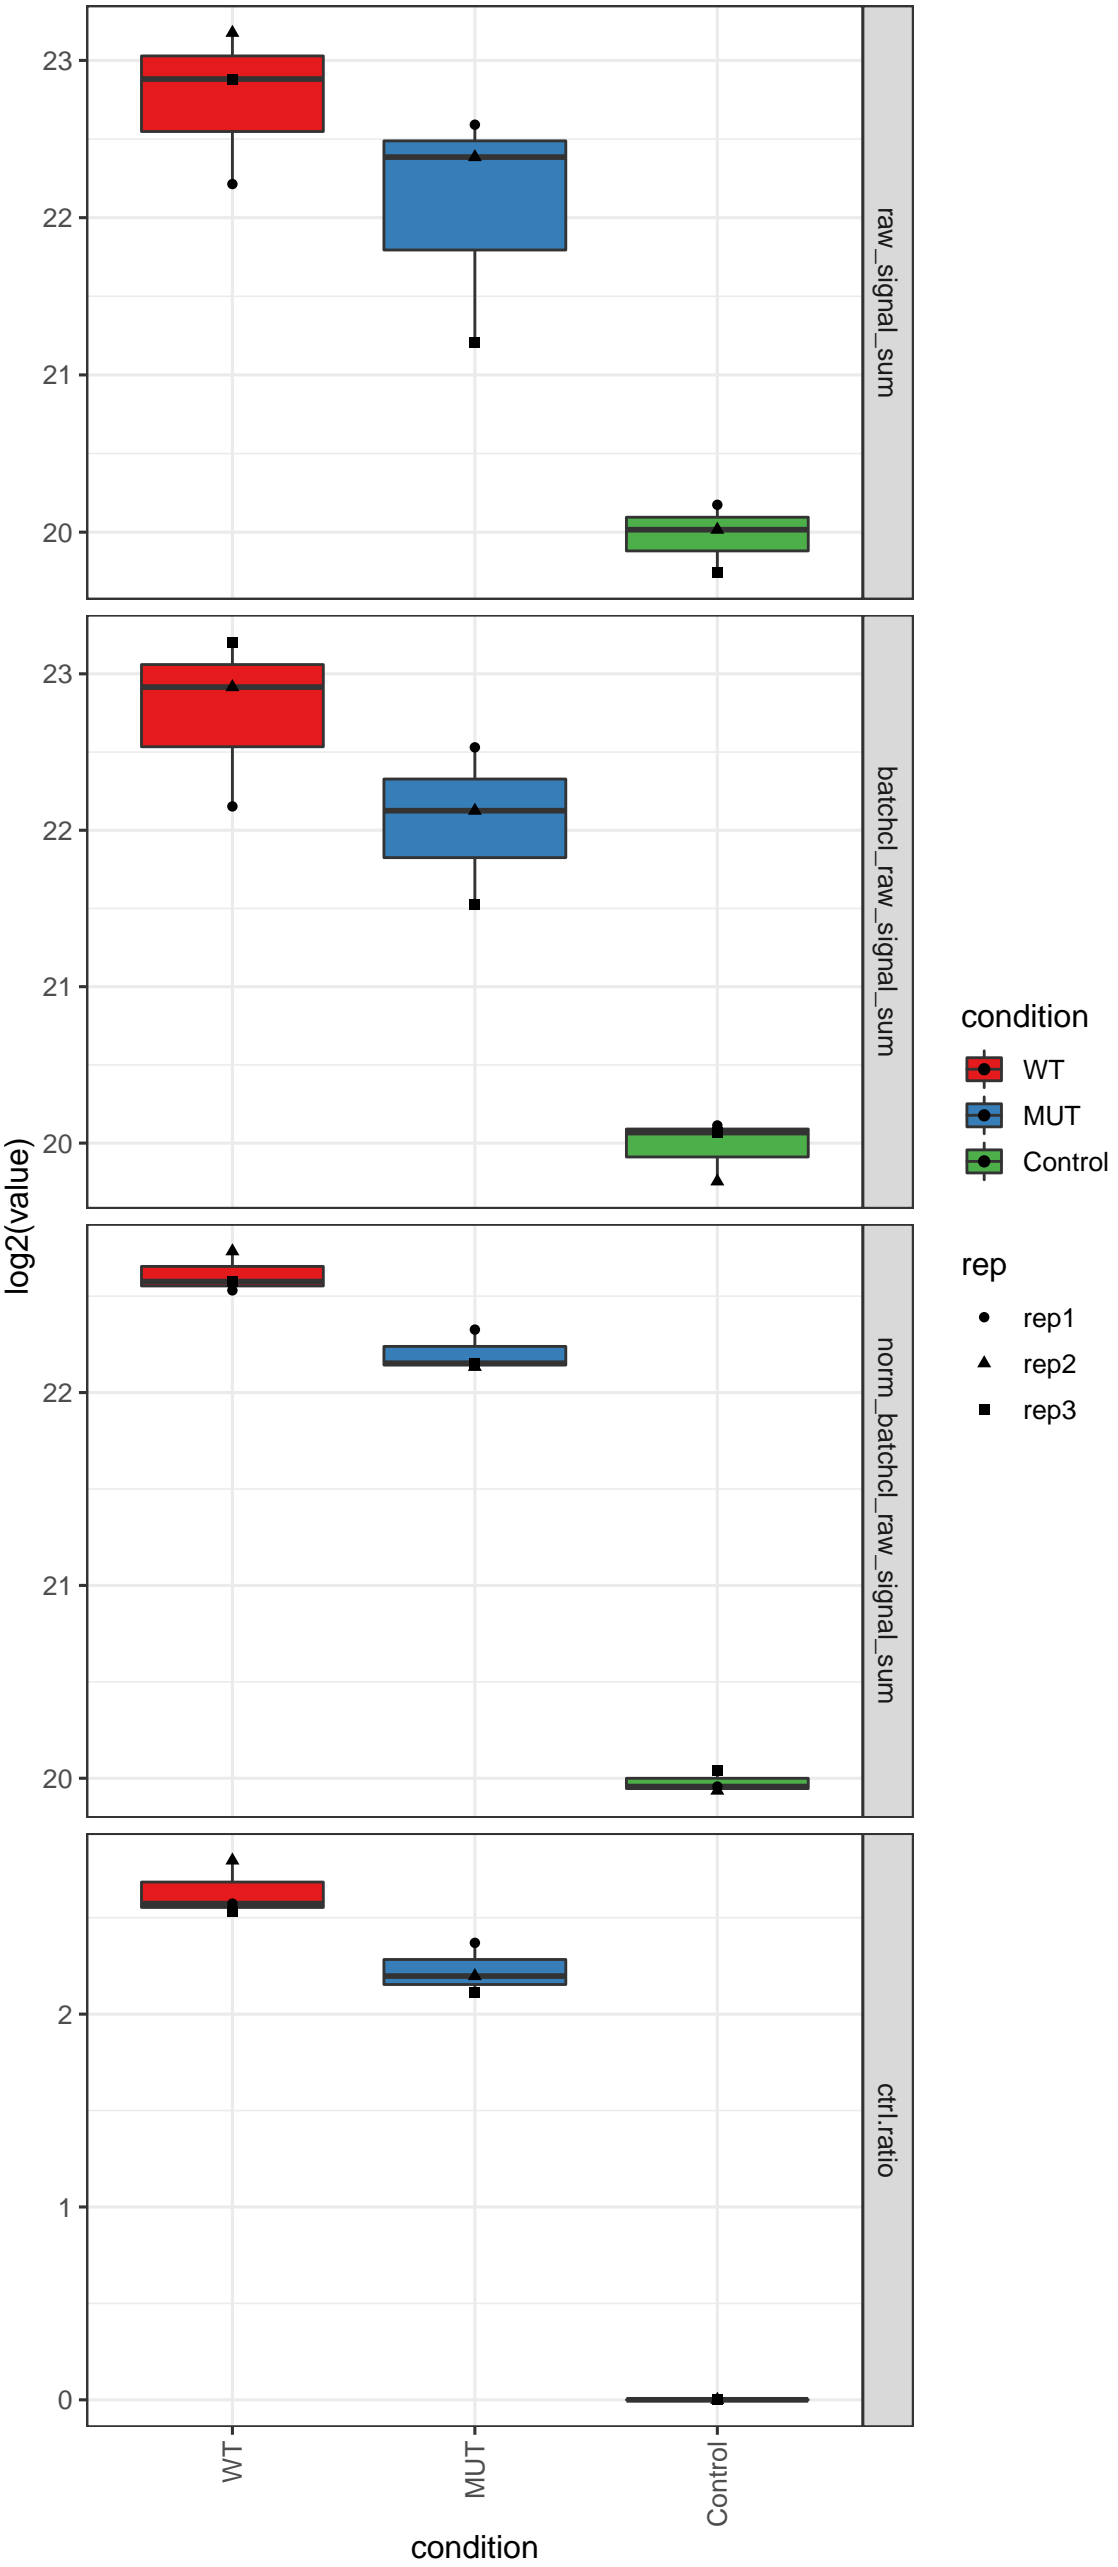 23
22
21
20
raw_signal_sum
23
22
21
20
batchcl_raw_signal_sum
22
21
20
norm_batchcl_raw_signal_sum
2
1
0
ctrl.ratio
log2(value)
WT
MUT
Control
condition
condition
WT
MUT
Control
rep
rep1
rep2
rep3